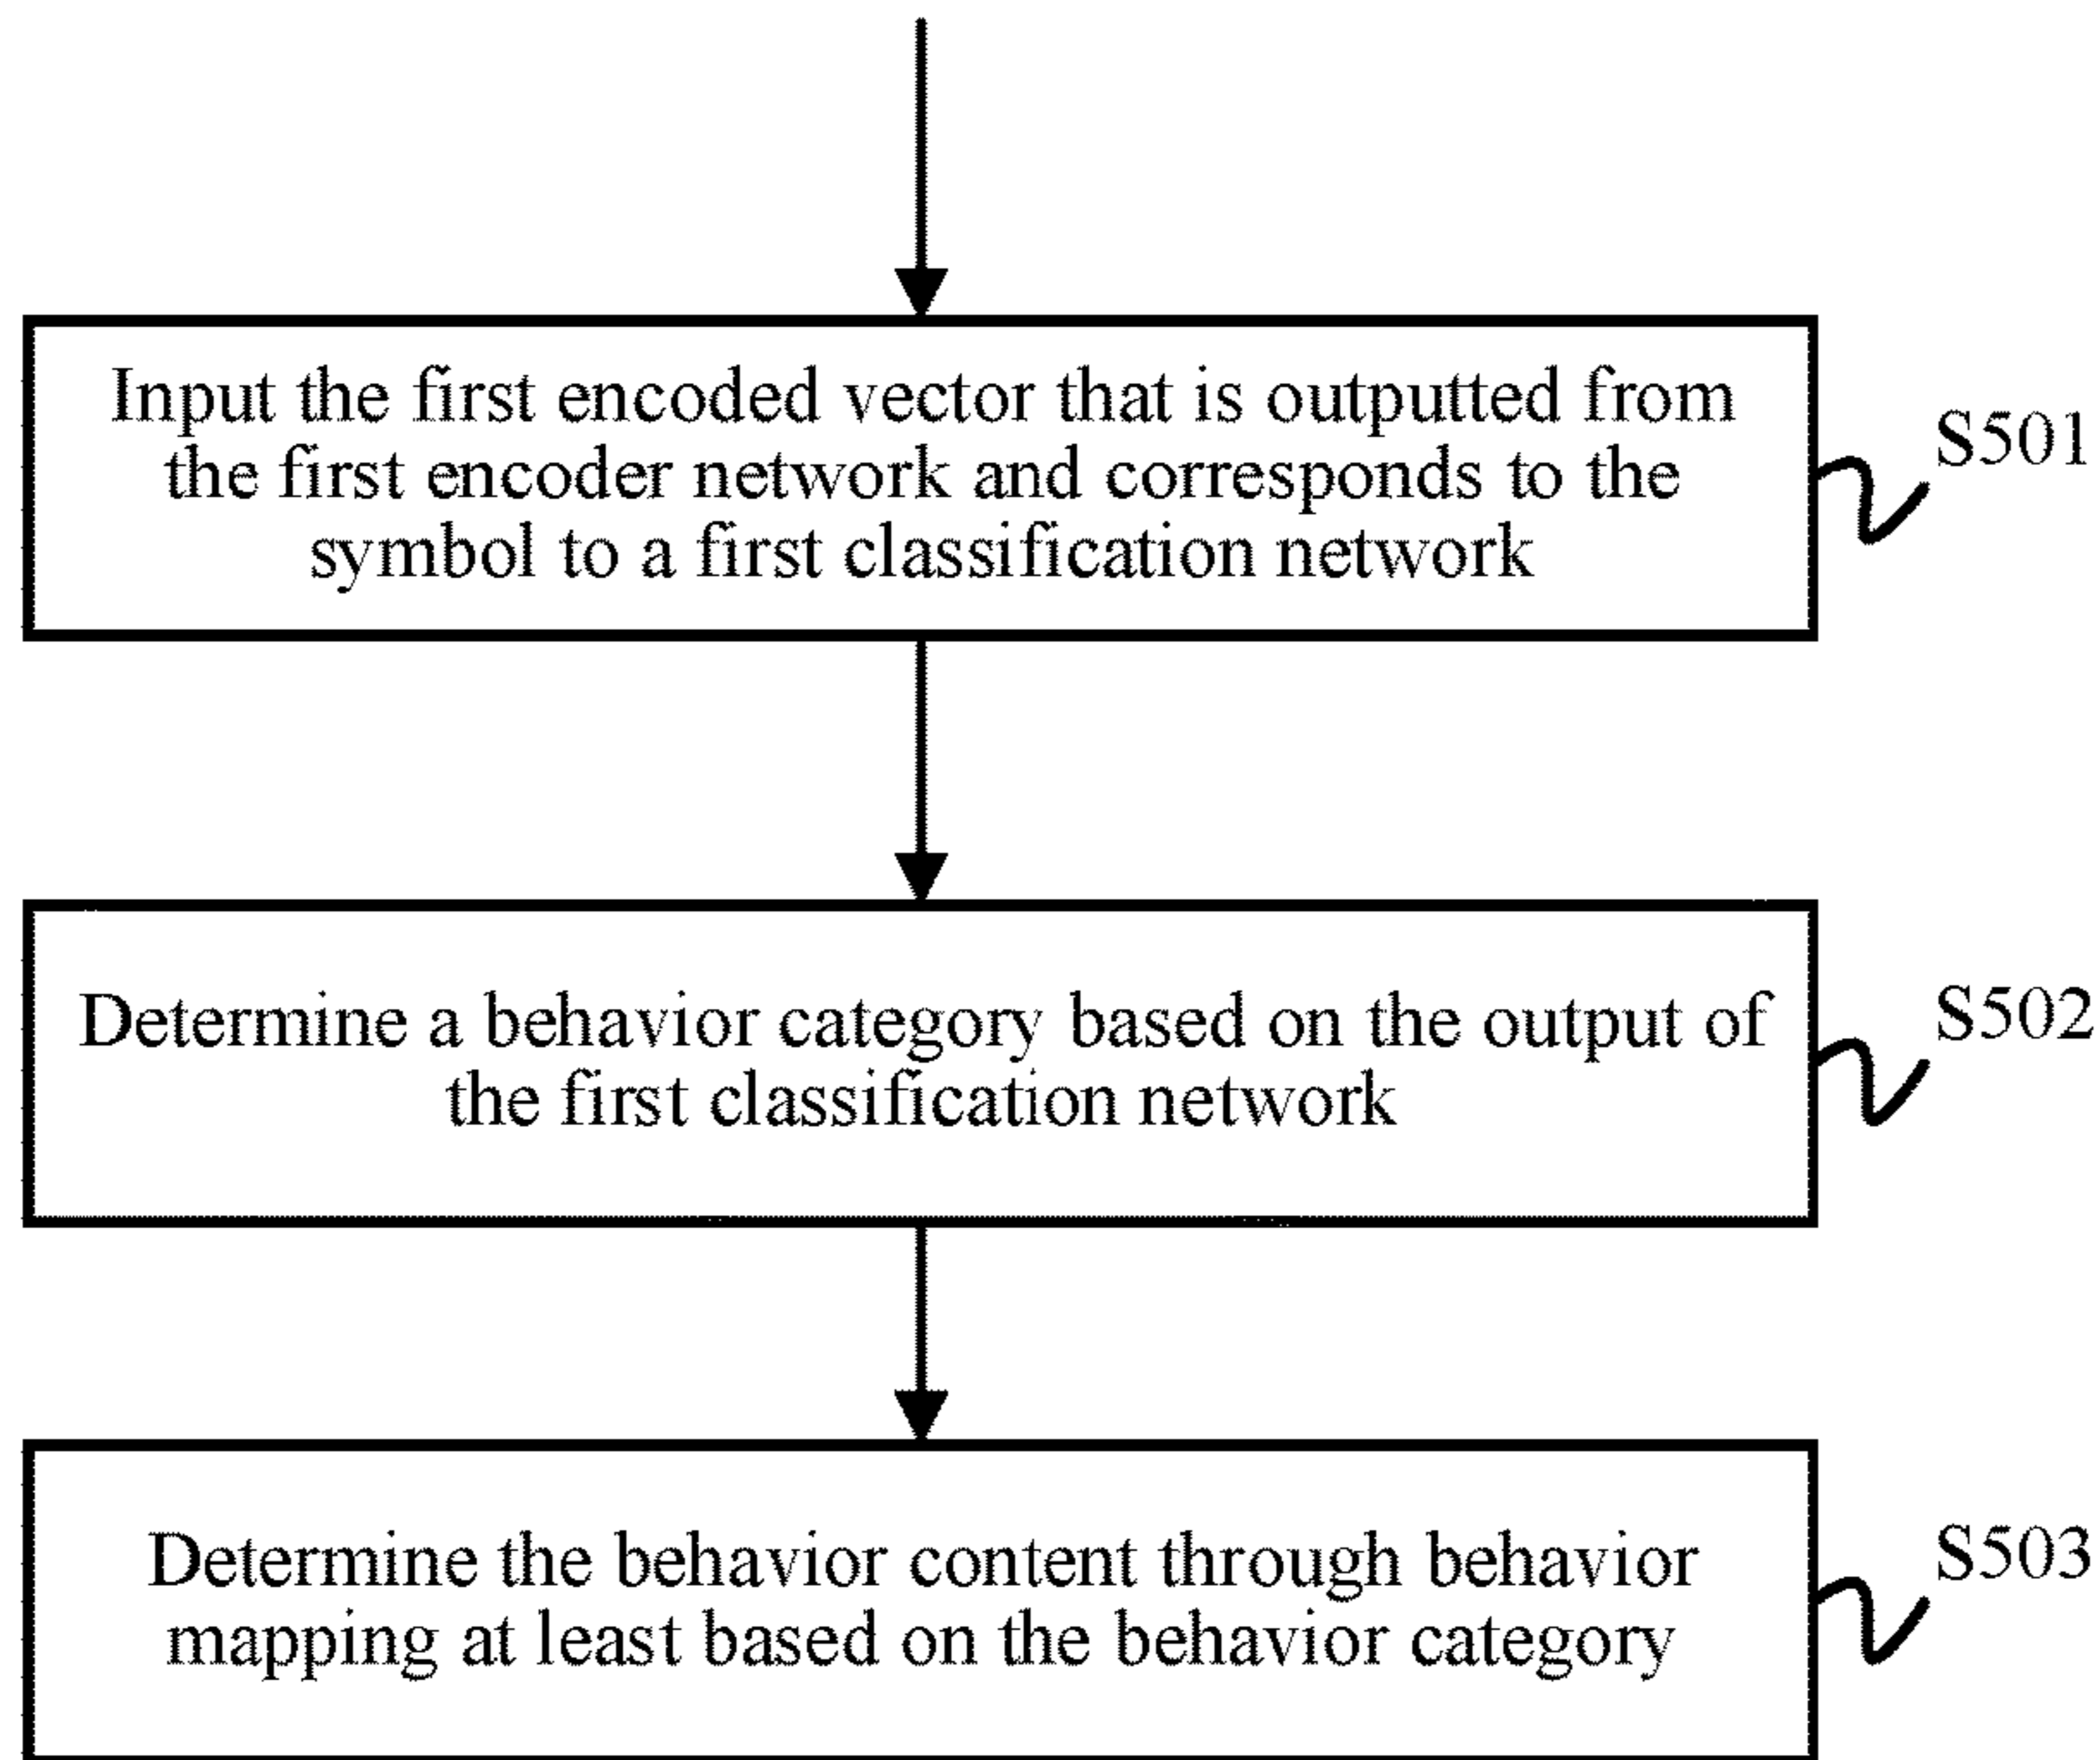 Input the first encoded vector that is outputted from
the first encoder network and corresponds to the
symbol to a first classification network
S501
Determine a behavior category based on the output of
the first classification network
S502
Determine the behavior content through behavior
mapping at least based on the behavior category
S503